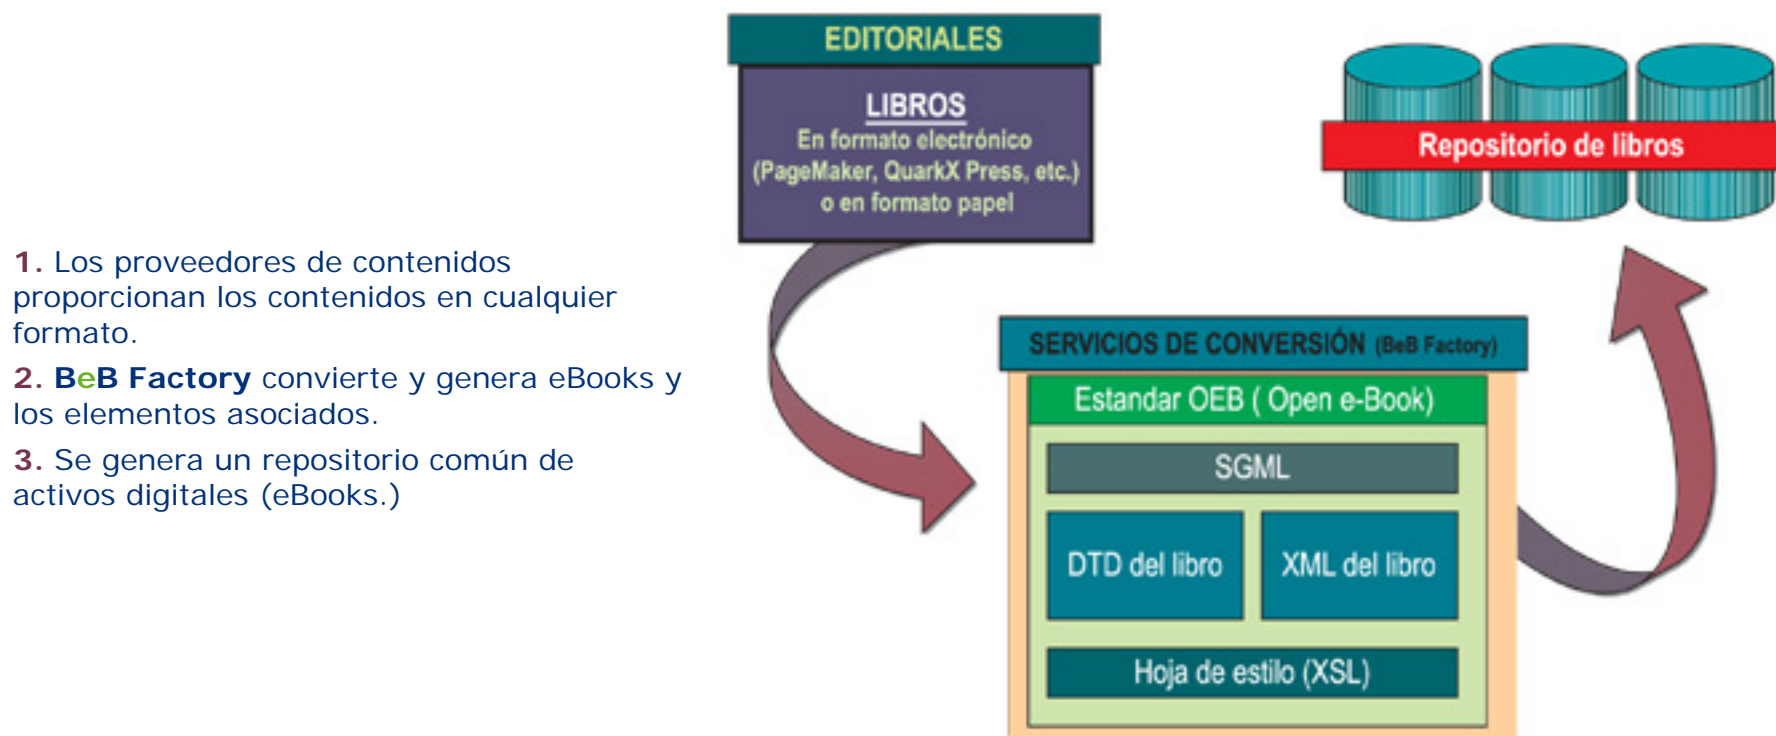 1. Los proveedores de contenidos
proporcionan los contenidos en cualquier
formato.
2. BeB Factory convierte y genera eBooks y
los elementos asociados.
3. Se genera un repositorio común de
activos digitales (eBooks.)
EDITORIALES
LIBROS
En formato electrónico
(PageMaker, QuarkX Press, etc.)
o en formato papel
Repositorio de libros
SERVICIOS DE CONVERSIÓN (BeB Factory)
Estandar OEB ( Open e-Book)
SGML
DTD del libro
XML del libro
Hoja de estilo (XSL)